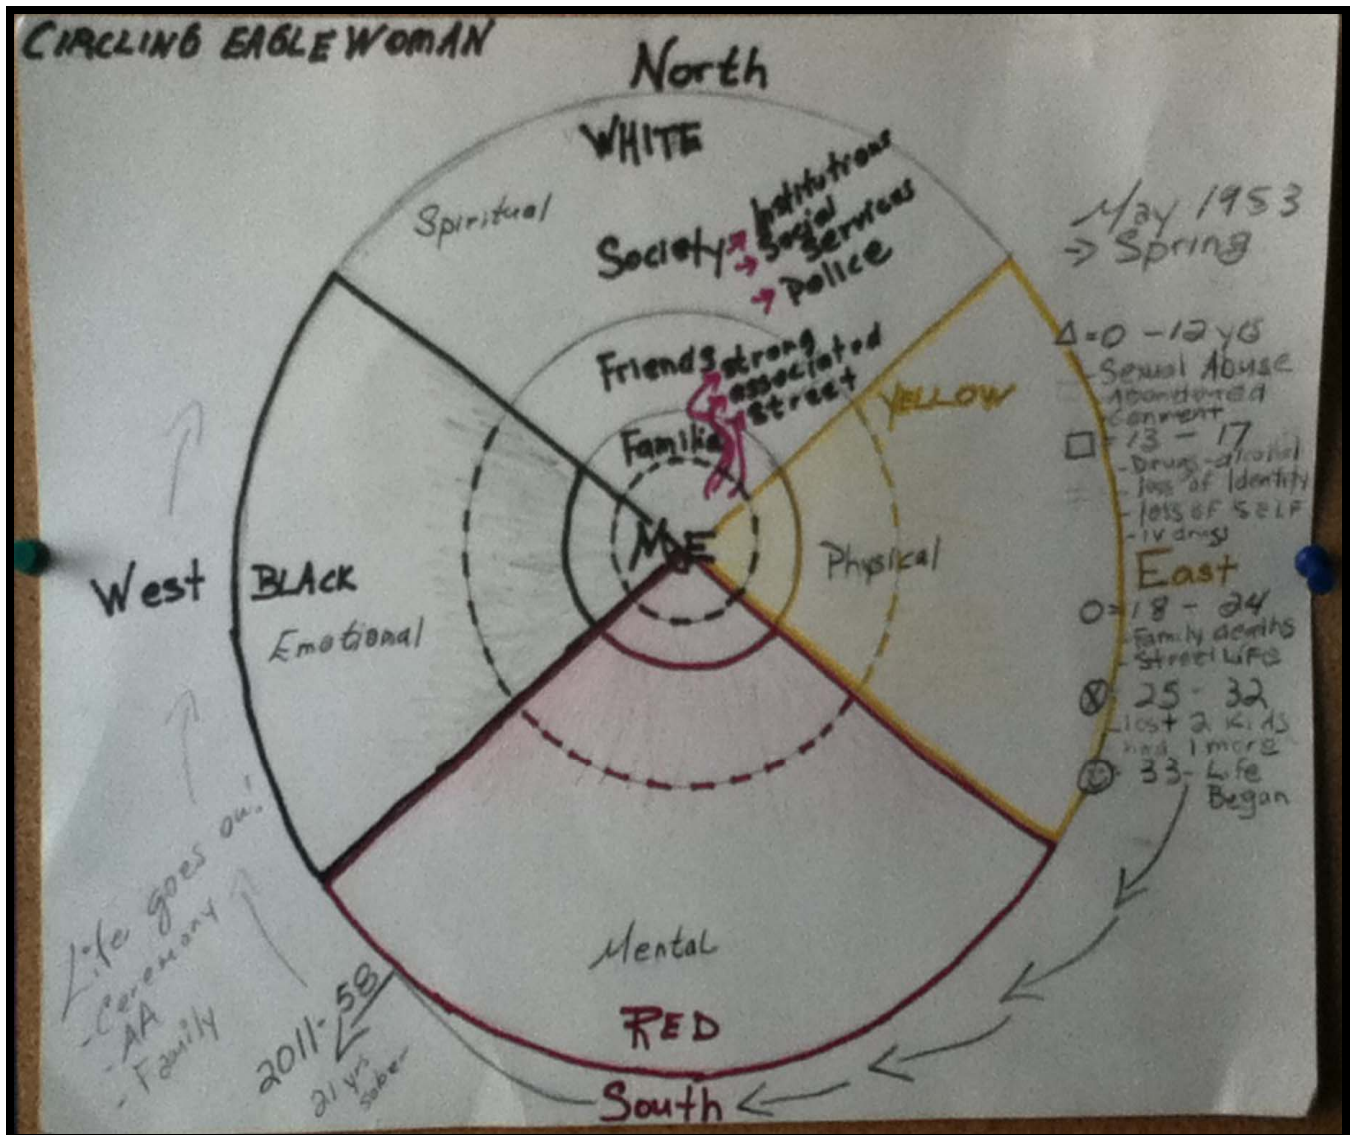 CIRCLING EAGLE WOMAN
North
WHITE
Spiritual
Society → Institutions
→ Social Services
→ Police
Friends strong
associated
street
Familia
ME
YELLOW
Physical
East
West
BLACK
Emotional
Mental
RED
South
May 1953
→ Spring
Δ = 0 - 12 yrs
- Sexual Abuse
- Abandoned
□ = 13 - 17
- Drugs - alcohol
- loss of Identity
- loss OF SELF
- IV drugs
O = 18 - 24
- Family deaths
- Street Life
⊗ 25 - 32
- lost 2 kids
had 1 more
☺ 33 - Life
Began
2011 - 58
21 yrs
sober
Life goes on!
- Ceremony
- AA
- Family